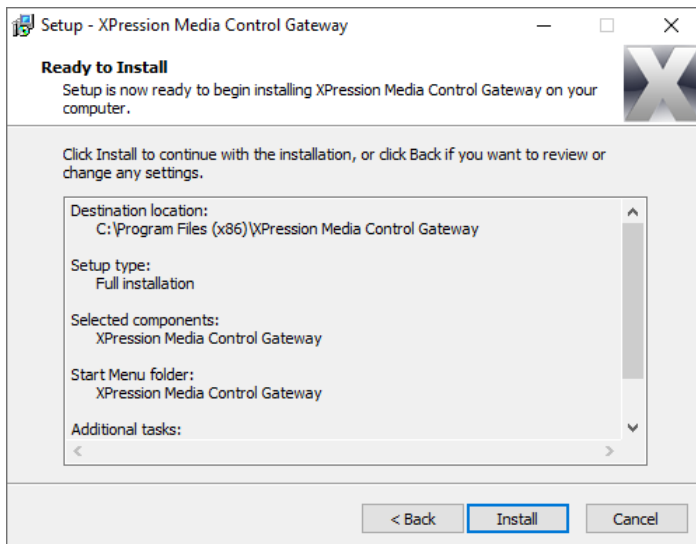 Setup - XPression Media Control Gateway
Ready to Install
Setup is now ready to begin installing XPression Media Control Gateway on your
computer.
X
Click Install to continue with the installation, or click Back if you want to review or
change any settings.
Destination location:
C:\Program Files (x86)\XPression Media Control Gateway
Setup type:
Full installation
Selected components:
XPression Media Control Gateway
Start Menu folder:
XPression Media Control Gateway
Additional tasks:
< Back
Install
Cancel